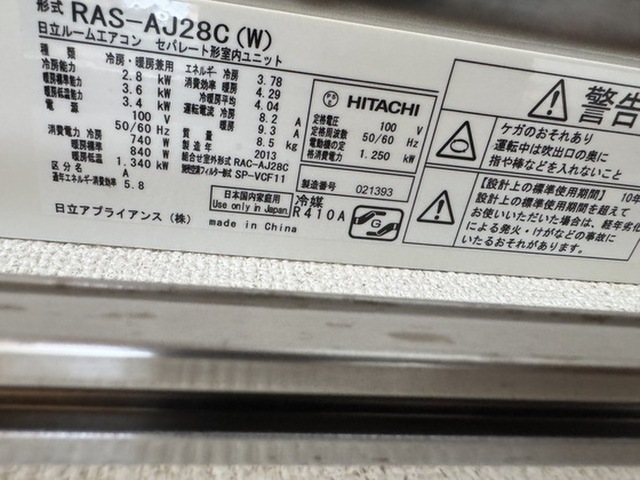 形式 RAS-AJ28C(W)
日立ルームエアコン セパレート形室内ユニット
種類 冷房・暖房兼用
冷房能力 2.8 kW
暖房標準能力 3.6 kW
暖房低温能力 3.4 kW
電源 100 V
50/60 Hz
消費電力 冷房 740 W
暖房標準 840 W
暖房低温 1.340 kW
区分名 A
通年エネルギー消費効率 5.8
エネルギー 冷房 3.78
消費効率 暖房 4.29
冷暖房平均 4.04
運転電流 冷房 8.2 A
暖房 9.3 A
質量 8.5 kg
2013
組合せ室外形式 RAC-AJ28C
SP-VCF11
HITACHI
定格電圧 100 V
定格周波数 50/60 Hz
電動機の定格消費電力 1.250 kW
製造番号 021393
日立アプライアンス(株)
日本国内家庭用
Use only in Japan
made in China
冷媒
R410A
G
警告
ケガのおそれあり
運転中は吹出口の奥に
指や棒などを入れないこと
【設計上の標準使用期間】 10年
設計上の標準使用期間を超えて
お使いいただいた場合は、経年劣化
による発火・けがなどの事故に
いたるおそれがあります。